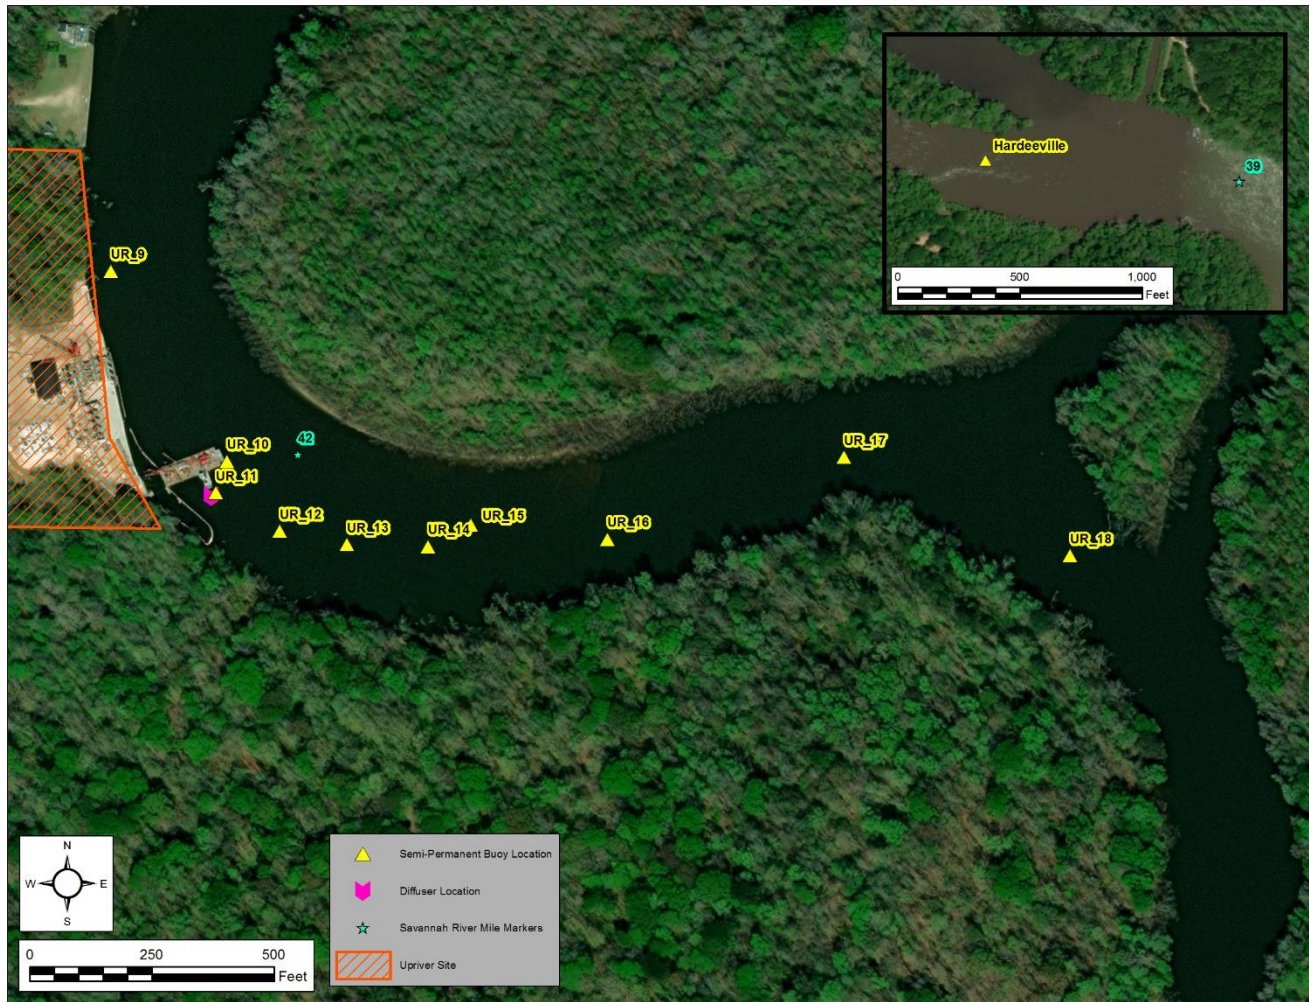 Hardeeville
39
0 500 1,000
Feet
UR_9
UR_10
42
UR_11
UR_17
UR_12
UR_13
UR_14
UR_15
UR_16
UR_18
N
W E
S
0 250 500
Feet
Semi-Permanent Buoy Location
Diffuser Location
Savannah River Mile Markers
Upriver Site